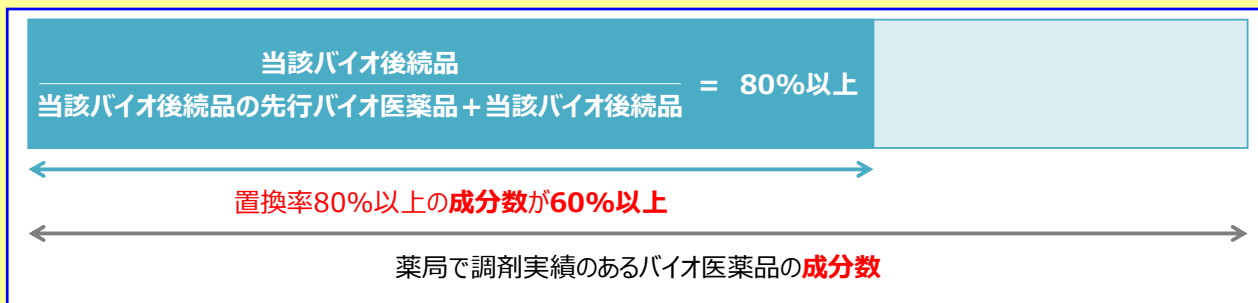 当該バイオ後続品
当該バイオ後続品の先行バイオ医薬品+当該バイオ後続品
= 80%以上
置換率80%以上の成分数が60%以上
薬局で調剤実績のあるバイオ医薬品の成分数